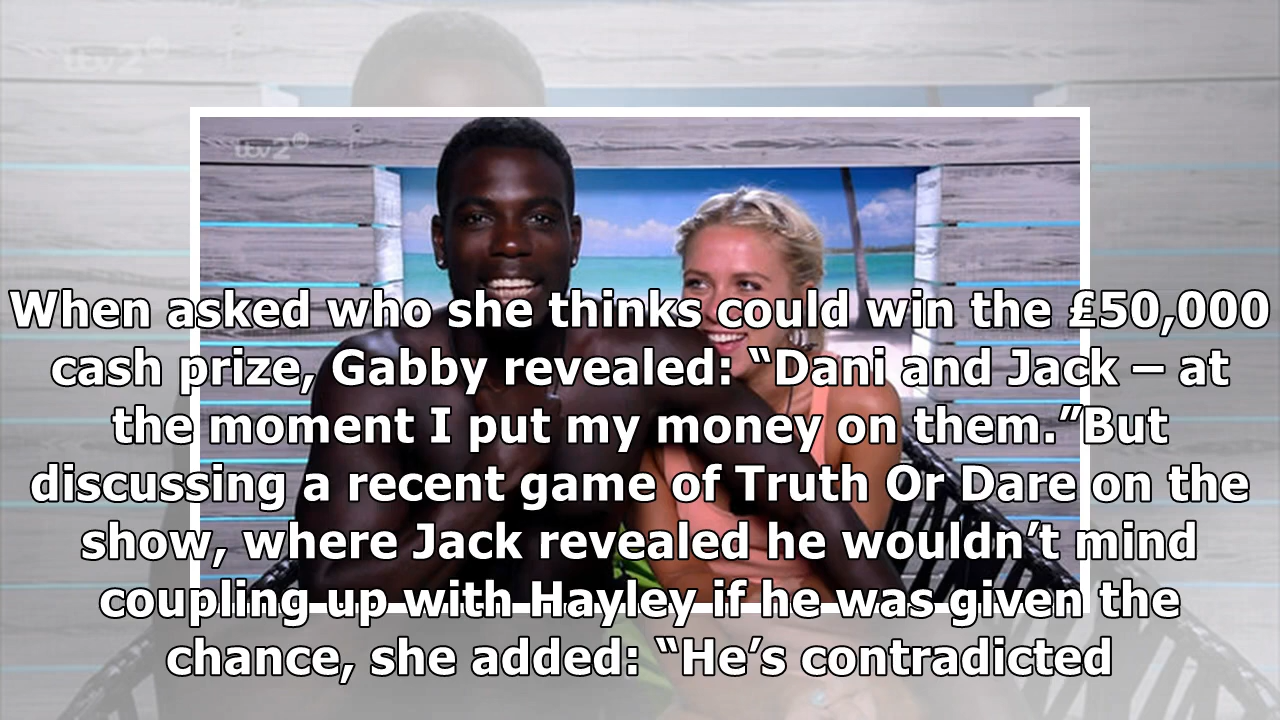 itv2
itv2
When asked who she thinks could win the £50,000
cash prize, Gabby revealed: “Dani and Jack – at
the moment I put my money on them.”But
discussing a recent game of Truth Or Dare on the
show, where Jack revealed he wouldn’t mind
coupling up with Hayley if he was given the
chance, she added: “He’s contradicted